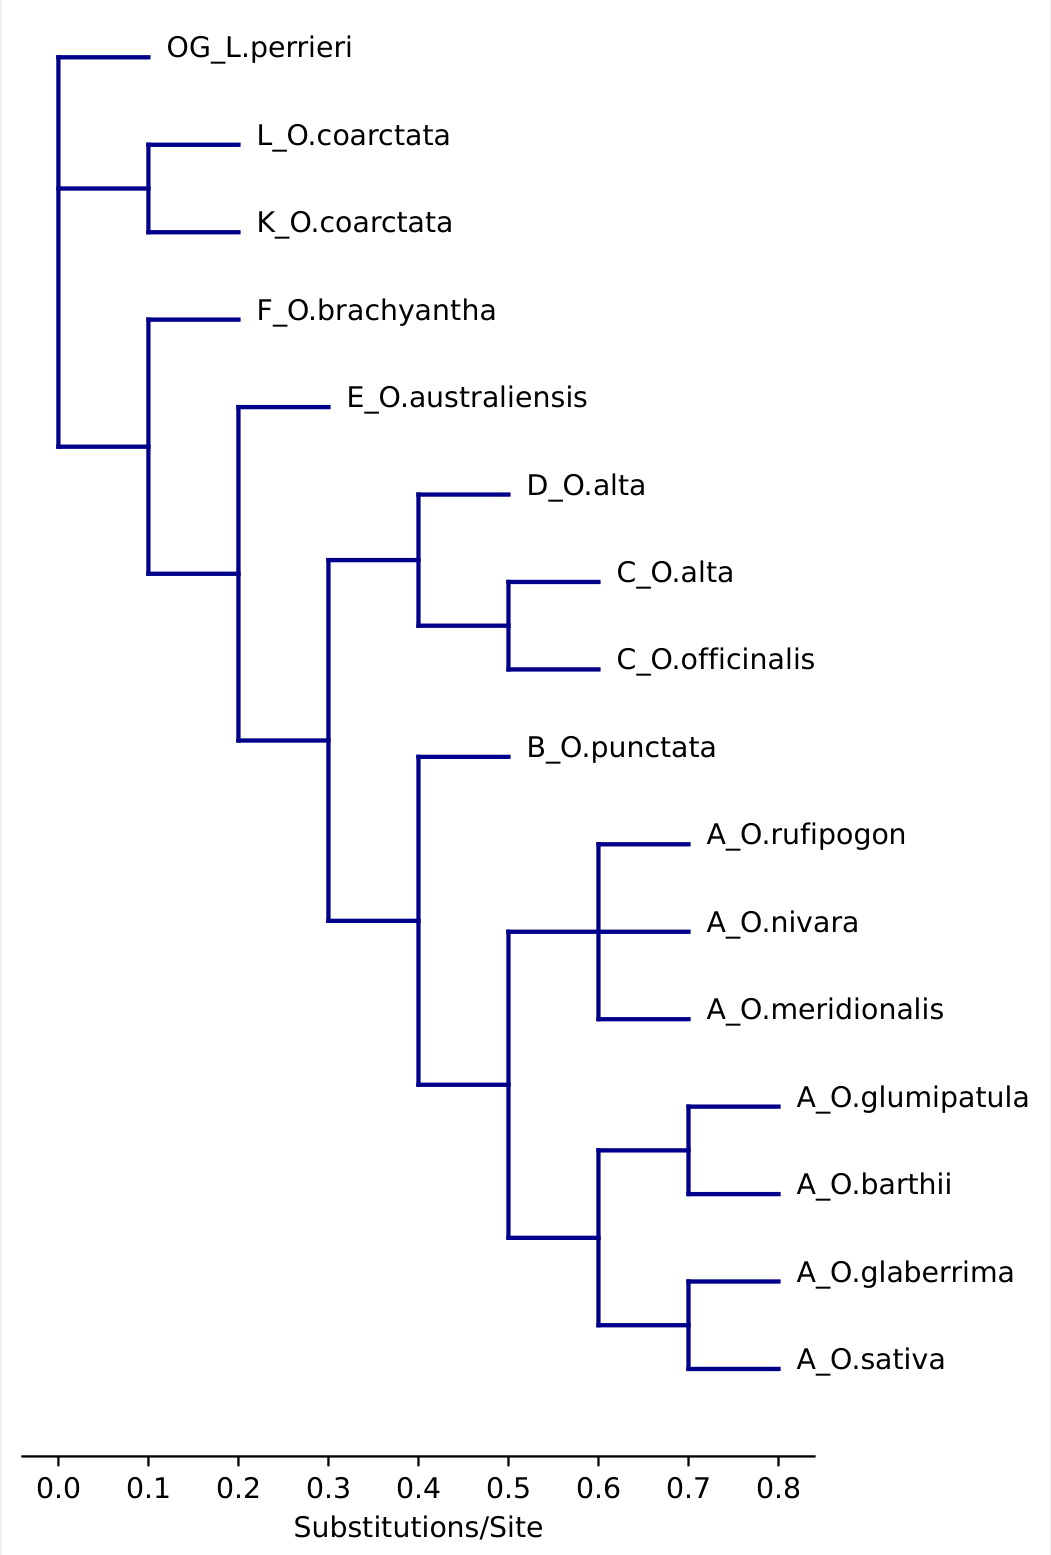 OG_L.perrieri
L_O.coarctata
K_O.coarctata
F_O.brachyantha
E_O.australiensis
D_O.alta
C_O.alta
C_O.officinalis
B_O.punctata
A_O.rufipogon
A_O.nivara
A_O.meridionalis
A_O.glumipatula
A_O.barthii
A_O.glaberrima
A_O.sativa
0.0 0.1 0.2 0.3 0.4 0.5 0.6 0.7 0.8
Substitutions/Site